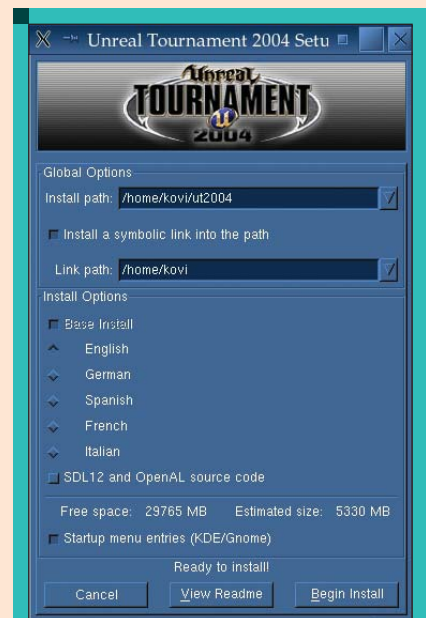 Unreal Tournament 2004 Setu
Unreal
TOURNAMENT
2004
Global Options
Install path: /home/kovi/ut2004
Install a symbolic link into the path
Link path: /home/kovi
Install Options
Base Install
English
German
Spanish
French
Italian
SDL12 and OpenAL source code
Free space: 29765 MB Estimated size: 5330 MB
Startup menu entries (KDE/Gnome)
Ready to install!
Cancel View Readme Begin Install